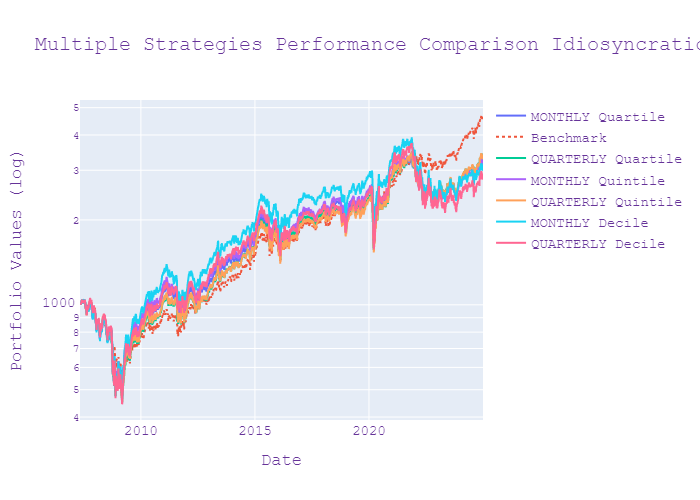 Multiple Strategies Performance Comparison Idiosyncratic
5
4
3
2
1000
9
8
7
6
5
4
Portfolio Values (log)
2010 2015 2020
Date
MONTHLY Quartile
Benchmark
QUARTERLY Quartile
MONTHLY Quintile
QUARTERLY Quintile
MONTHLY Decile
QUARTERLY Decile